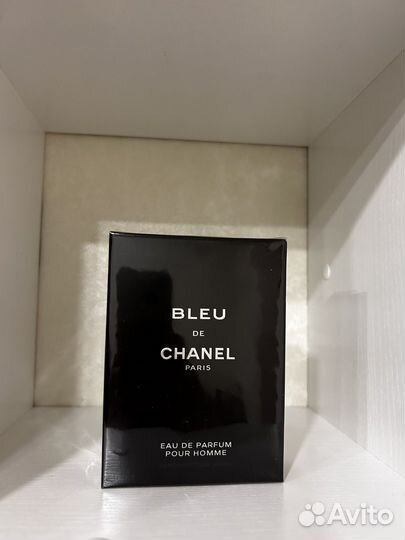 BLEU
DE
CHANEL
PARIS
EAU DE PARFUM
POUR HOMME
Avito